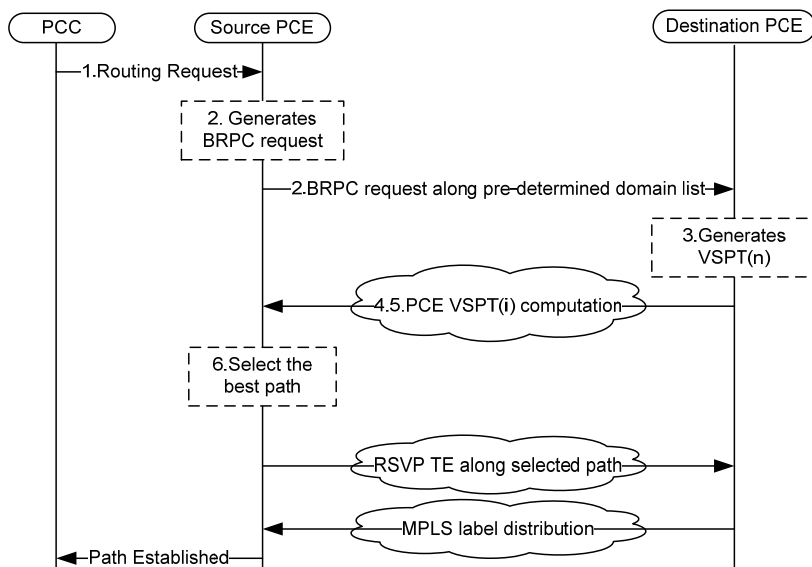 PCC
Source PCE
Destination PCE
1.Routing Request
2. Generates
BRPC request
2.BRPC request along pre-determined domain list
3.Generates
VSPT(n)
4.5.PCE VSPT(i) computation
6.Select the
best path
RSVP TE along selected path
MPLS label distribution
Path Established